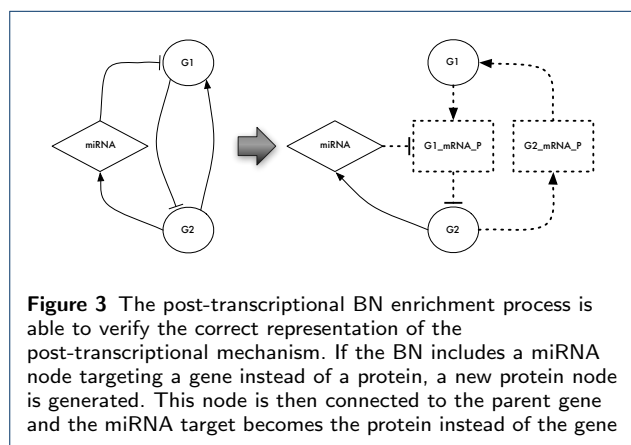 G1
G1
miRNA
miRNA
G1_mRNA_P
G2_mRNA_P
G2
G2
Figure 3 The post-transcriptional BN enrichment process is
able to verify the correct representation of the
post-transcriptional mechanism. If the BN includes a miRNA
node targeting a gene instead of a protein, a new protein node
is generated. This node is then connected to the parent gene
and the miRNA target becomes the protein instead of the gene